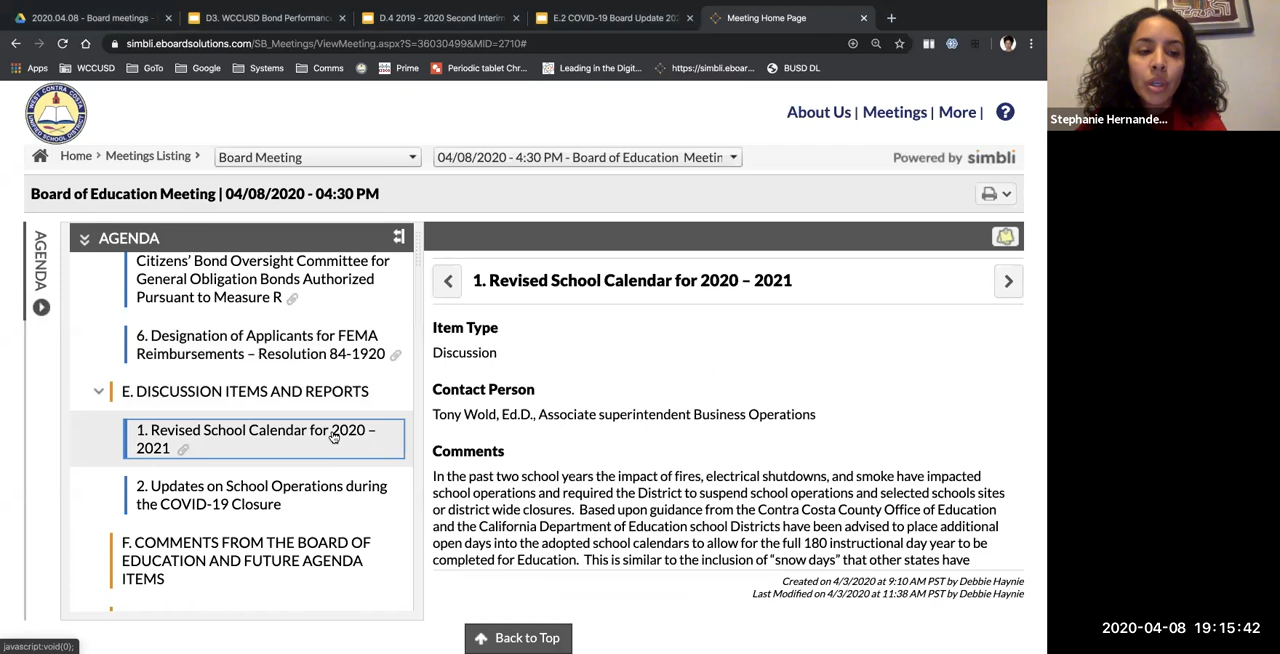 2020.04.08 - Board meetings -
D3. WCCUSD Bond Performanc
D.4 2019 - 2020 Second Interim
E.2 COVID-19 Board Update 202
Meeting Home Page
simbli.eboardsolutions.com/SB_Meetings/ViewMeeting.aspx?S=36030499&MID=2710#
Apps
WCCUSD
GoTo
Google
Systems
Comms
Prime
Periodic tablet Chr...
Leading in the Digit...
https://simbli.eboar...
BUSD DL
Stephanie Hernande...
About Us | Meetings | More | ?
Home > Meetings Listing >
Board Meeting
04/08/2020 - 4:30 PM - Board of Education Meetin
Powered by simbli
Board of Education Meeting | 04/08/2020 - 04:30 PM
AGENDA
AGENDA
Citizens' Bond Oversight Committee for
General Obligation Bonds Authorized
Pursuant to Measure R
6. Designation of Applicants for FEMA
Reimbursements – Resolution 84-1920
E. DISCUSSION ITEMS AND REPORTS
1. Revised School Calendar for 2020 –
2021
2. Updates on School Operations during
the COVID-19 Closure
F. COMMENTS FROM THE BOARD OF
EDUCATION AND FUTURE AGENDA
ITEMS
1. Revised School Calendar for 2020 – 2021
Item Type
Discussion
Contact Person
Tony Wold, Ed.D., Associate superintendent Business Operations
Comments
In the past two school years the impact of fires, electrical shutdowns, and smoke have impacted
school operations and required the District to suspend school operations and selected schools sites
or district wide closures. Based upon guidance from the Contra Costa County Office of Education
and the California Department of Education school Districts have been advised to place additional
open days into the adopted school calendars to allow for the full 180 instructional day year to be
completed for Education. This is similar to the inclusion of “snow days” that other states have
Created on 4/3/2020 at 9:10 AM PST by Debbie Haynie
Last Modified on 4/3/2020 at 11:38 AM PST by Debbie Haynie
Back to Top
javascript:void(0);
2020-04-08 19:15:42